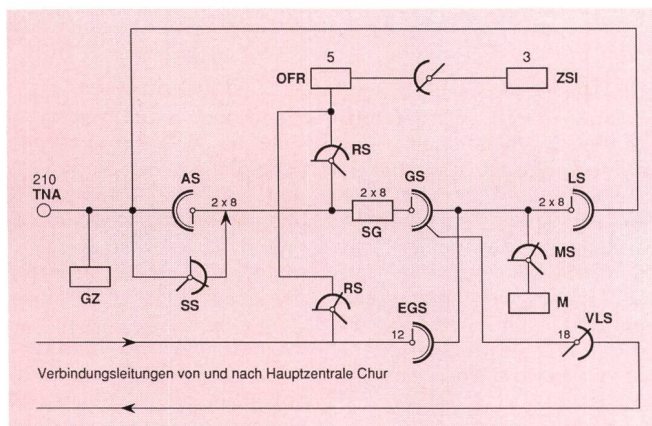 5
3
OFR
ZSI
RS
210
TNA
AS
GS
LS
2 x 8
2 x 8
2 x 8
SG
MS
GZ
SS
RS
EGS
M
VLS
12
18
Verbindungsleitungen von und nach Hauptzentrale Chur